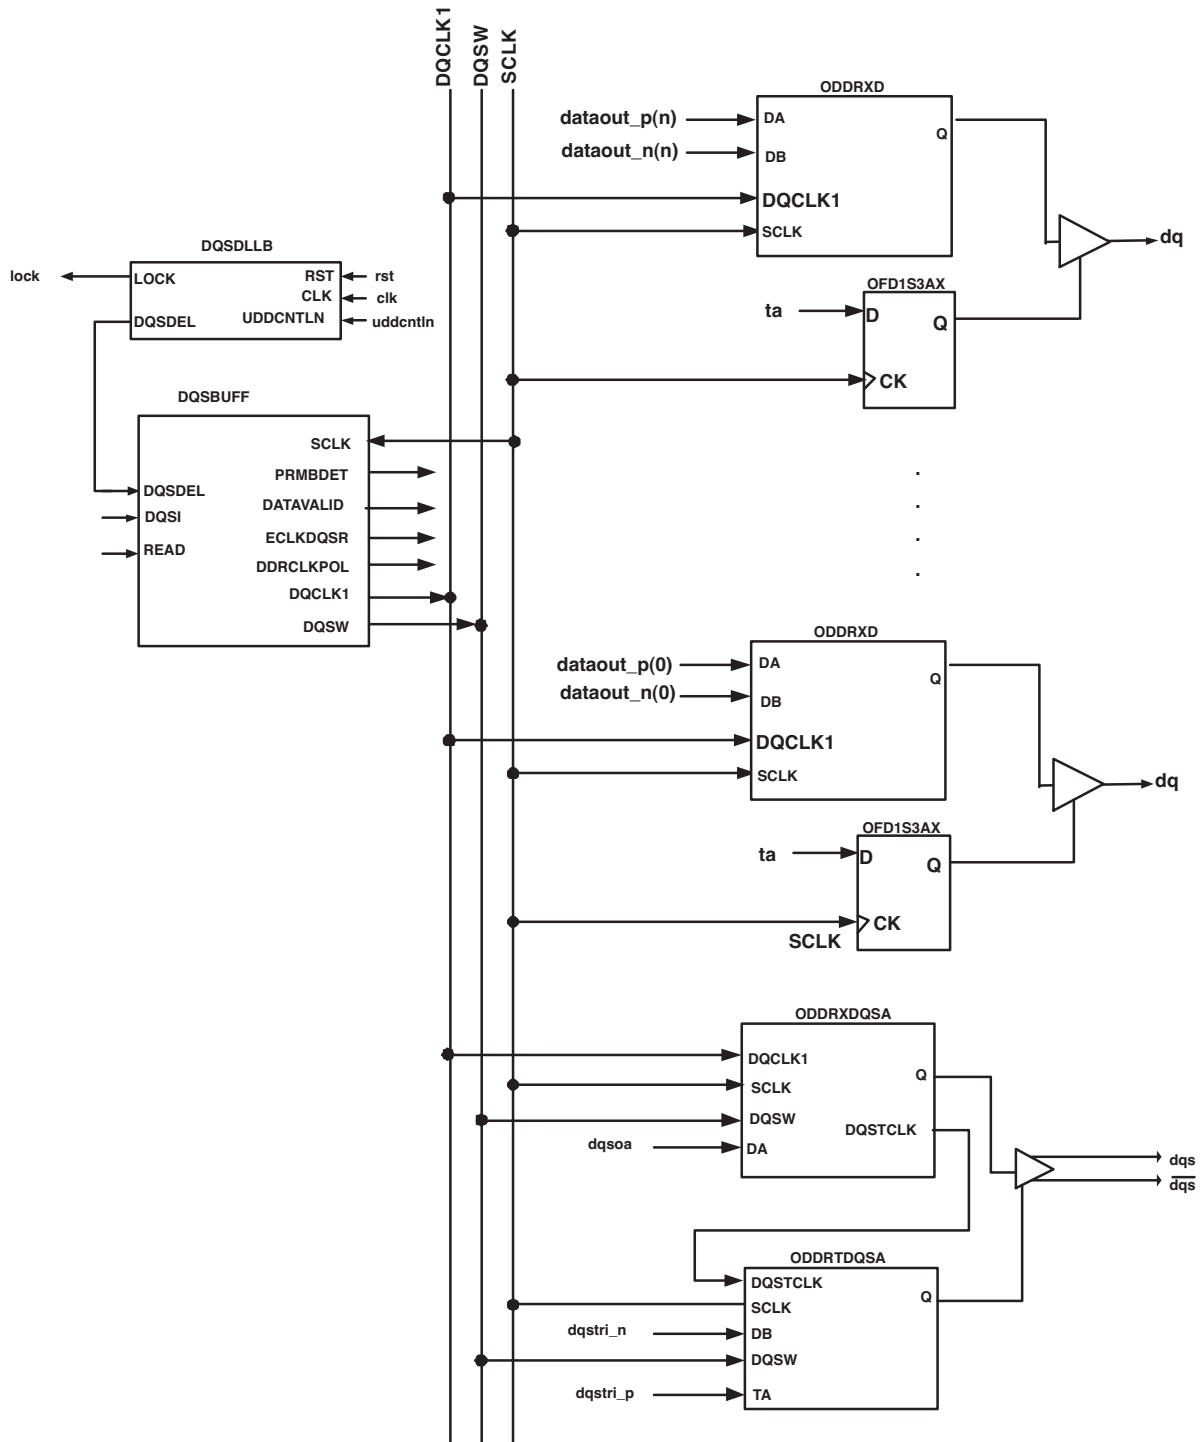 DQCLK1
DQSW
SCLK
ODDRXD
dataout_p(n)
DA
dataout_n(n)
DB
Q
DQCLK1
SCLK
dq
DQSDLLB
lock
LOCK
RST
rst
CLK
clk
DQSDEL
UDDCNTLN
uddcntln
OFD1S3AX
ta
D
Q
CK
DQSBUFF
SCLK
PRMBDET
DQSDEL
DATAVALID
DQSI
ECLKDQSR
READ
DDRCLKPOL
DQCLK1
DQSW
.
.
.
.
ODDRXD
dataout_p(0)
DA
dataout_n(0)
DB
Q
DQCLK1
SCLK
dq
OFD1S3AX
ta
D
Q
CK
SCLK
ODDRXDQSA
DQCLK1
Q
SCLK
DQSW
DQSTCLK
dqsoa
DA
dqs
dqs
ODDRTDQSA
DQSTCLK
Q
SCLK
dqstri_n
DB
DQSW
dqstri_p
TA